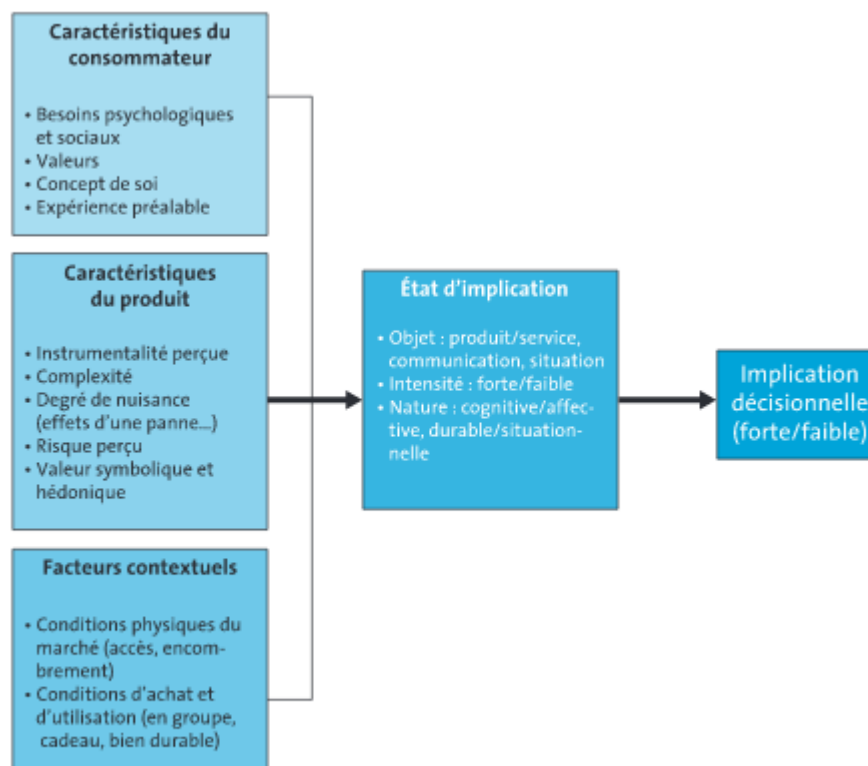 Caractéristiques du
consommateur
• Besoins psychologiques
et sociaux
• Valeurs
• Concept de soi
• Expérience préalable
Caractéristiques
du produit
• Instrumentalité perçue
• Complexité
• Degré de nuisance
(effets d'une panne…)
• Risque perçu
• Valeur symbolique et
hédonique
Facteurs contextuels
• Conditions physiques du
marché (accès, encom-
brement)
• Conditions d'achat et
d'utilisation (en groupe,
cadeau, bien durable)
État d'implication
• Objet : produit/service,
communication, situation
• Intensité : forte/faible
• Nature : cognitive/affec-
tive, durable/situation-
nelle
Implication
décisionnelle
(forte/faible)